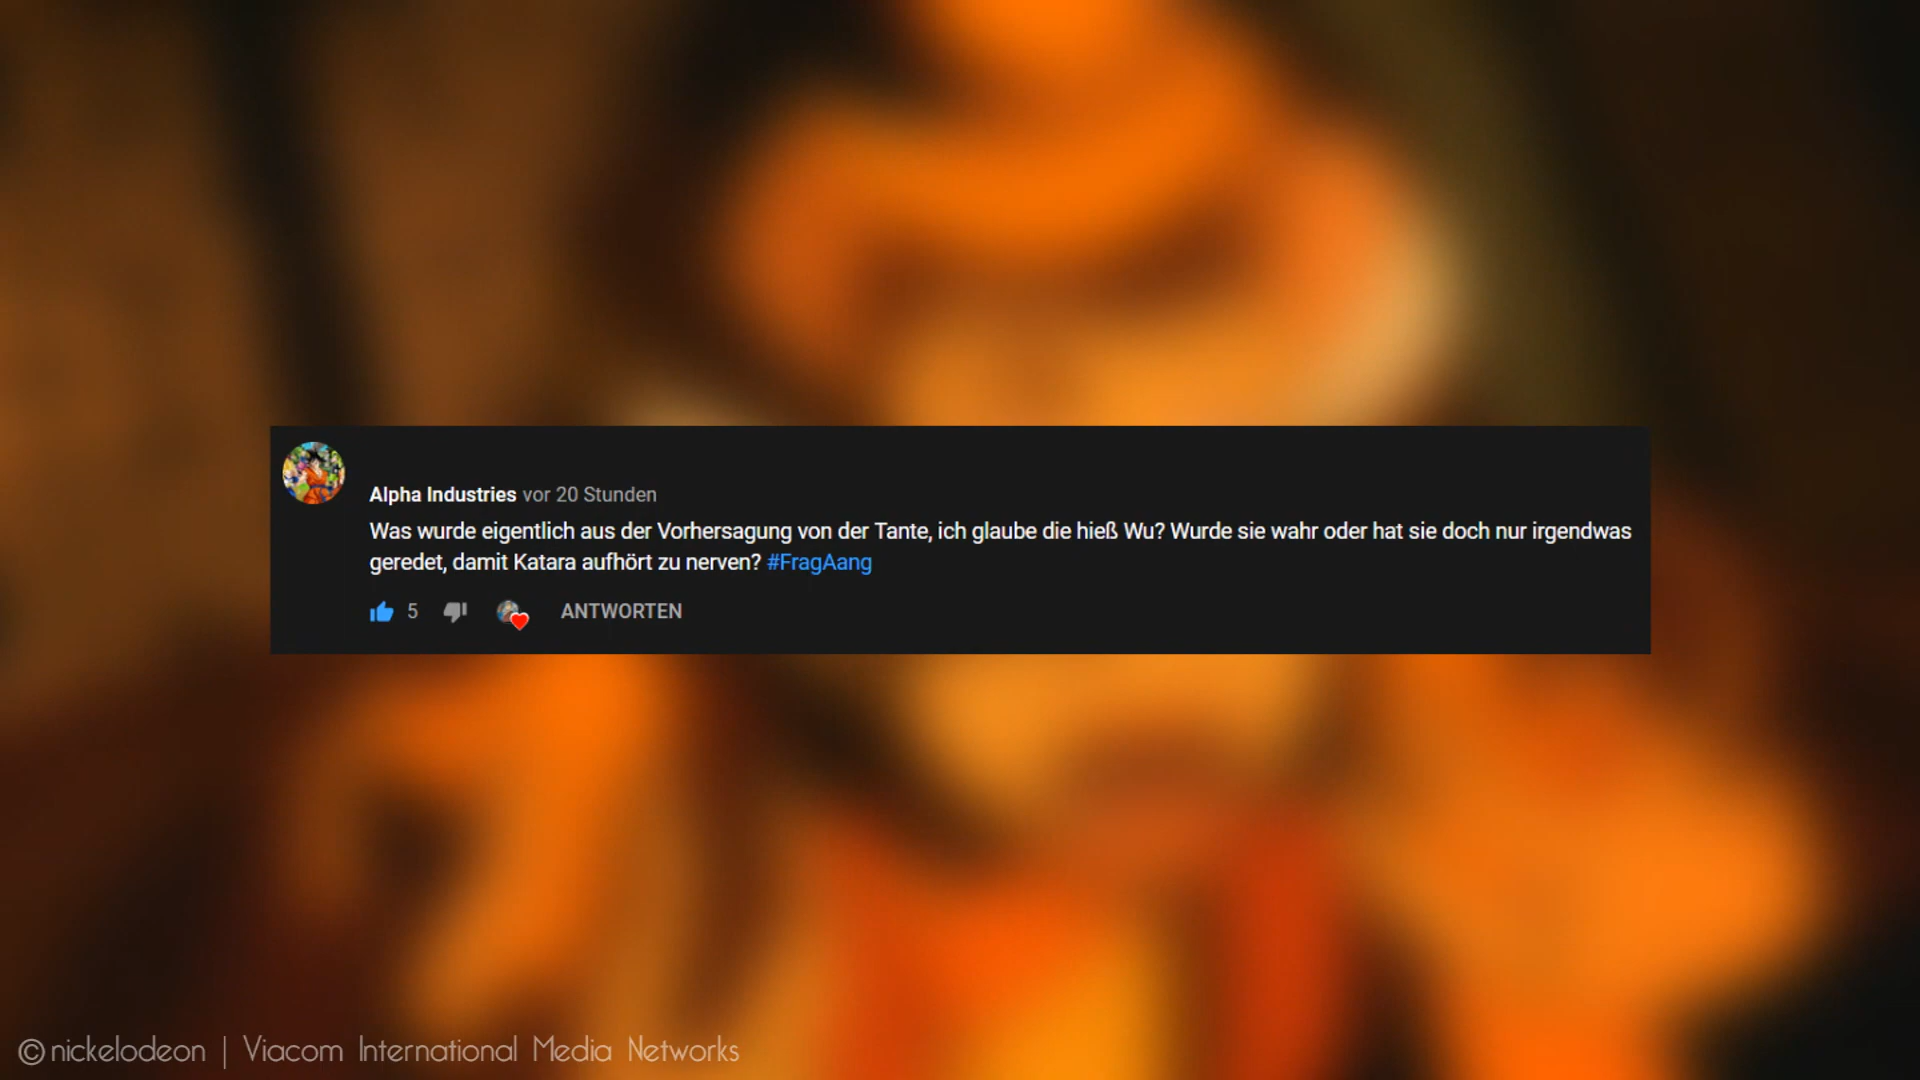 Alpha Industries vor 20 Stunden
Was wurde eigentlich aus der Vorhersagung von der Tante, ich glaube die hieß Wu? Wurde sie wahr oder hat sie doch nur irgendwas
geredet, damit Katara aufhört zu nerven? #FragAang
5 ANTWORTEN
©nickelodeon | Viacom International Media Networks